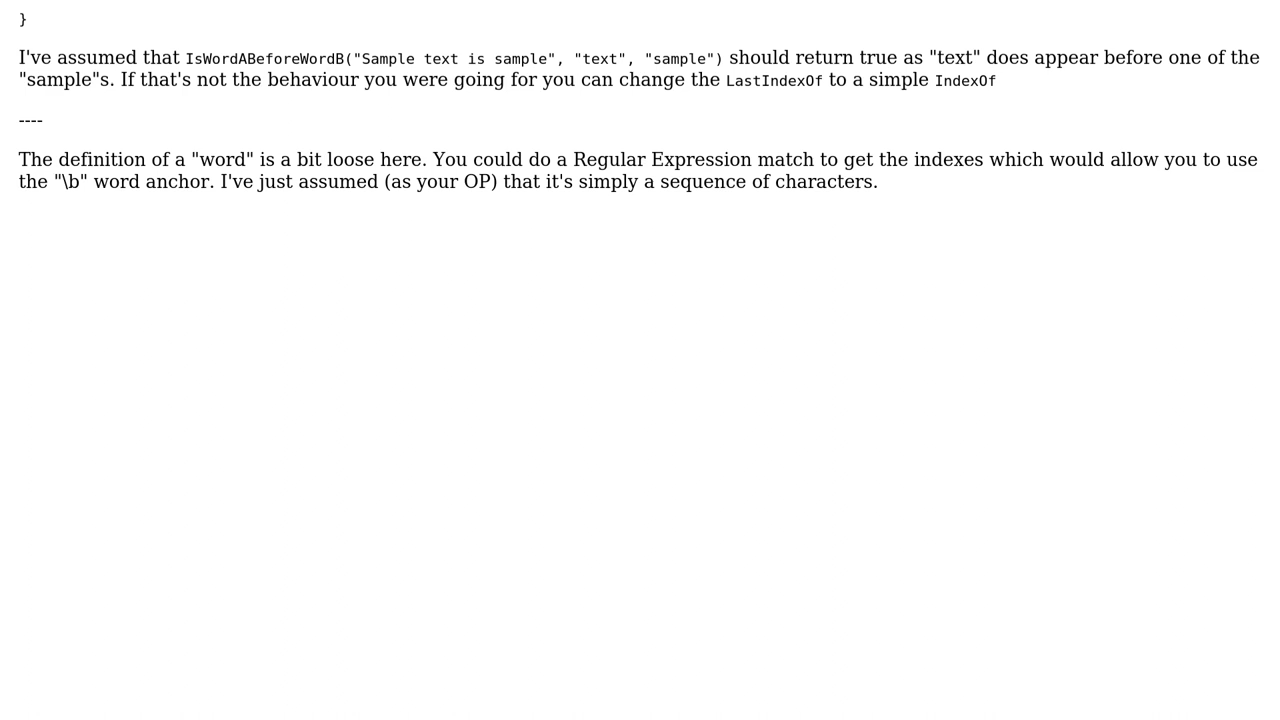 }
I've assumed that IsWordABeforeWordB("Sample text is sample", "text", "sample") should return true as "text" does appear before one of the
"sample"s. If that's not the behaviour you were going for you can change the LastIndexOf to a simple IndexOf
----
The definition of a "word" is a bit loose here. You could do a Regular Expression match to get the indexes which would allow you to use
the "\b" word anchor. I've just assumed (as your OP) that it's simply a sequence of characters.